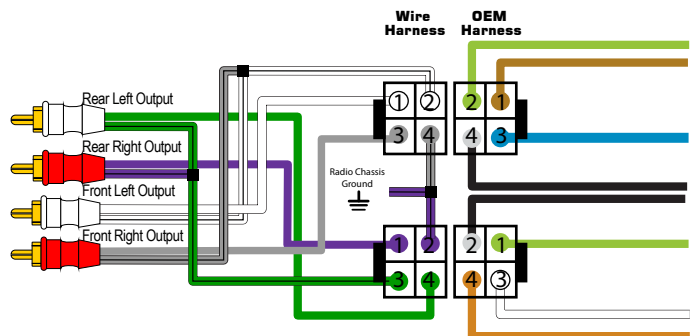 Wire
Harness
OEM
Harness
Rear Left Output
Rear Right Output
Front Left Output
Front Right Output
Radio Chassis
Ground
1 2
3 4
2 1
4 3
1 2
3 4
2 1
4 3